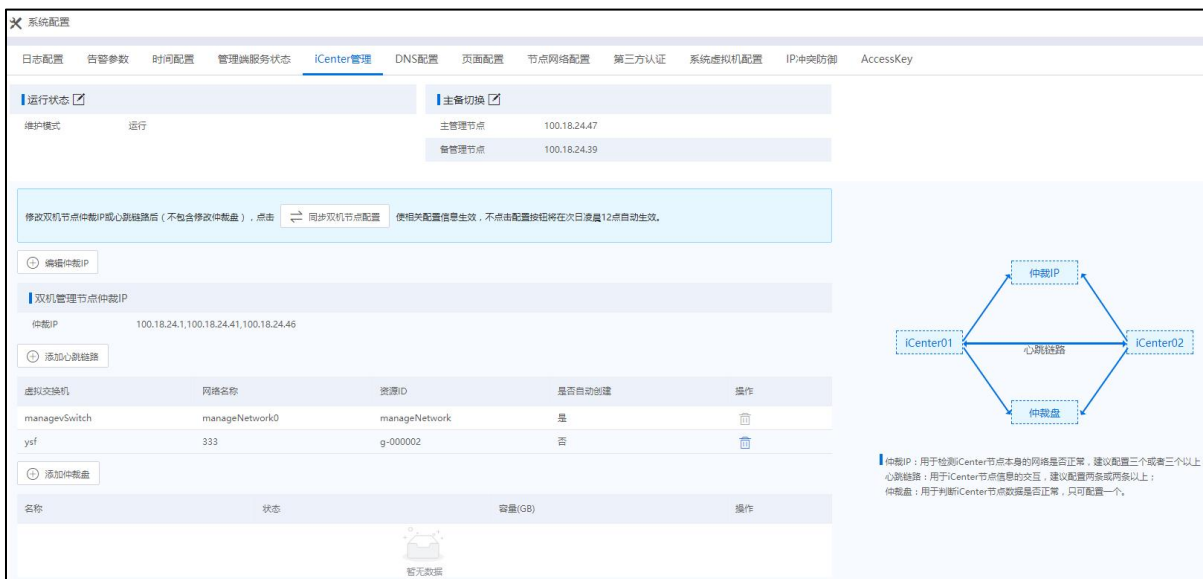 系统配置
日志配置 告警参数 时间配置 管理端服务状态 iCenter管理 DNS配置 页面配置 节点网络配置 第三方认证 系统虚拟机配置 IP冲突防御 AccessKey
运行状态 主备切换
维护模式 运行 主管理节点 100.18.24.47
备管理节点 100.18.24.39
修改双机节点仲裁IP或心跳链路后(不包含修改仲裁盘),点击 同步双机节点配置 使相关配置信息生效,不点击配置按钮将在次日凌晨12点自动生效。
编辑仲裁IP
双机管理节点仲裁IP
仲裁IP 100.18.24.1,100.18.24.41,100.18.24.46
添加心跳链路
虚拟交换机 网络名称 资源ID 是否自动创建 操作
managevSwitch manageNetwork0 manageNetwork 是
ysf 333 g-000002 否
添加仲裁盘
名称 状态 容量(GB) 操作
暂无数据
仲裁IP
iCenter01 心跳链路 iCenter02
仲裁盘
仲裁IP:用于检测iCenter节点本身的网络是否正常,建议配置三个或者三个以上
心跳链路:用于iCenter节点信息的交互,建议配置两条或两条以上;
仲裁盘:用于判断iCenter节点数据是否正常,只可配置一个。